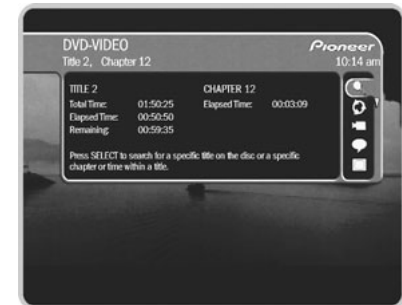 DVD-VIDEO
Pioneer
Title 2, Chapter 12
10:14 am
TITLE 2
CHAPTER 12
Total Time: 01:50:25
Elapsed Time: 00:03:09
Elapsed Time: 00:50:50
Remaining: 00:59:35
Press SELECT to search for a specific title on the disc or a specific
chapter or time within a title.